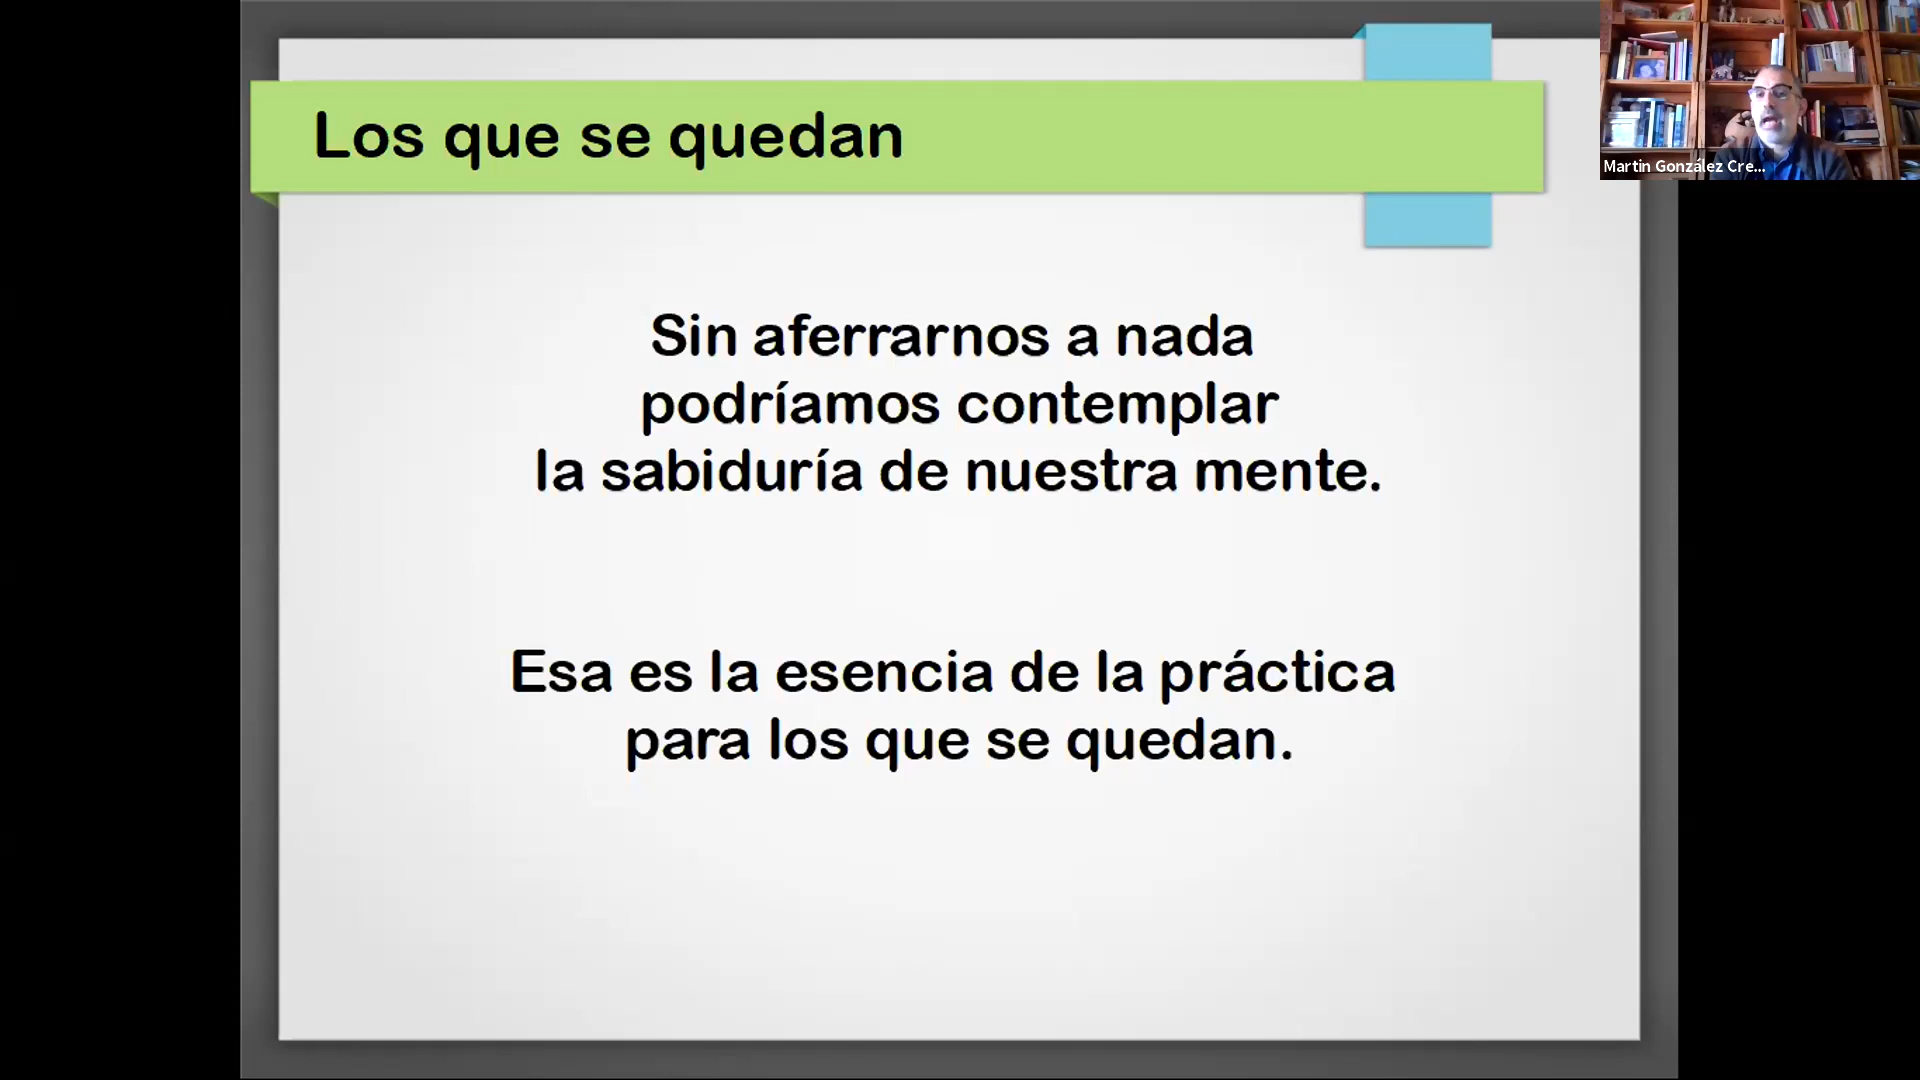 Los que se quedan
Martin González Cre...
Sin aferrarnos a nada
podríamos contemplar
la sabiduría de nuestra mente.
Esa es la esencia de la práctica
para los que se quedan.